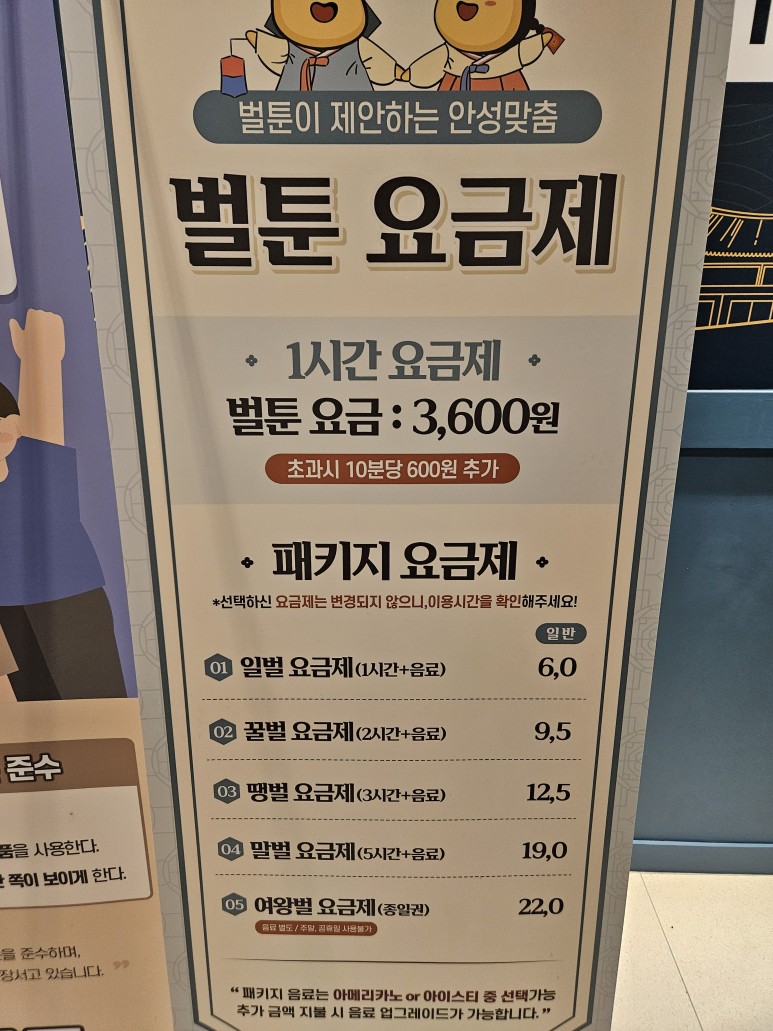 벌툰이 제안하는 안성맞춤
벌툰 요금제
1시간 요금제
벌툰 요금 : 3,600원
초과시 10분당 600원 추가
패키지 요금제
*선택하신 요금제는 변경되지 않으니,이용시간을 확인해주세요!
일반
01 일벌 요금제(1시간+음료) 6,0
02 꿀벌 요금제(2시간+음료) 9,5
03 땡벌 요금제(3시간+음료) 12,5
04 말벌 요금제(5시간+음료) 19,0
05 여왕벌 요금제(종일권) 22,0
음료 별도 / 주말, 공휴일 사용불가
“ 패키지 음료는 아메리카노 or 아이스티 중 선택가능
추가 금액 지불 시 음료 업그레이드가 가능합니다. ”
준수
품을 사용한다.
쪽이 보이게 한다.
을 준수하며,
장서고 있습니다. ”